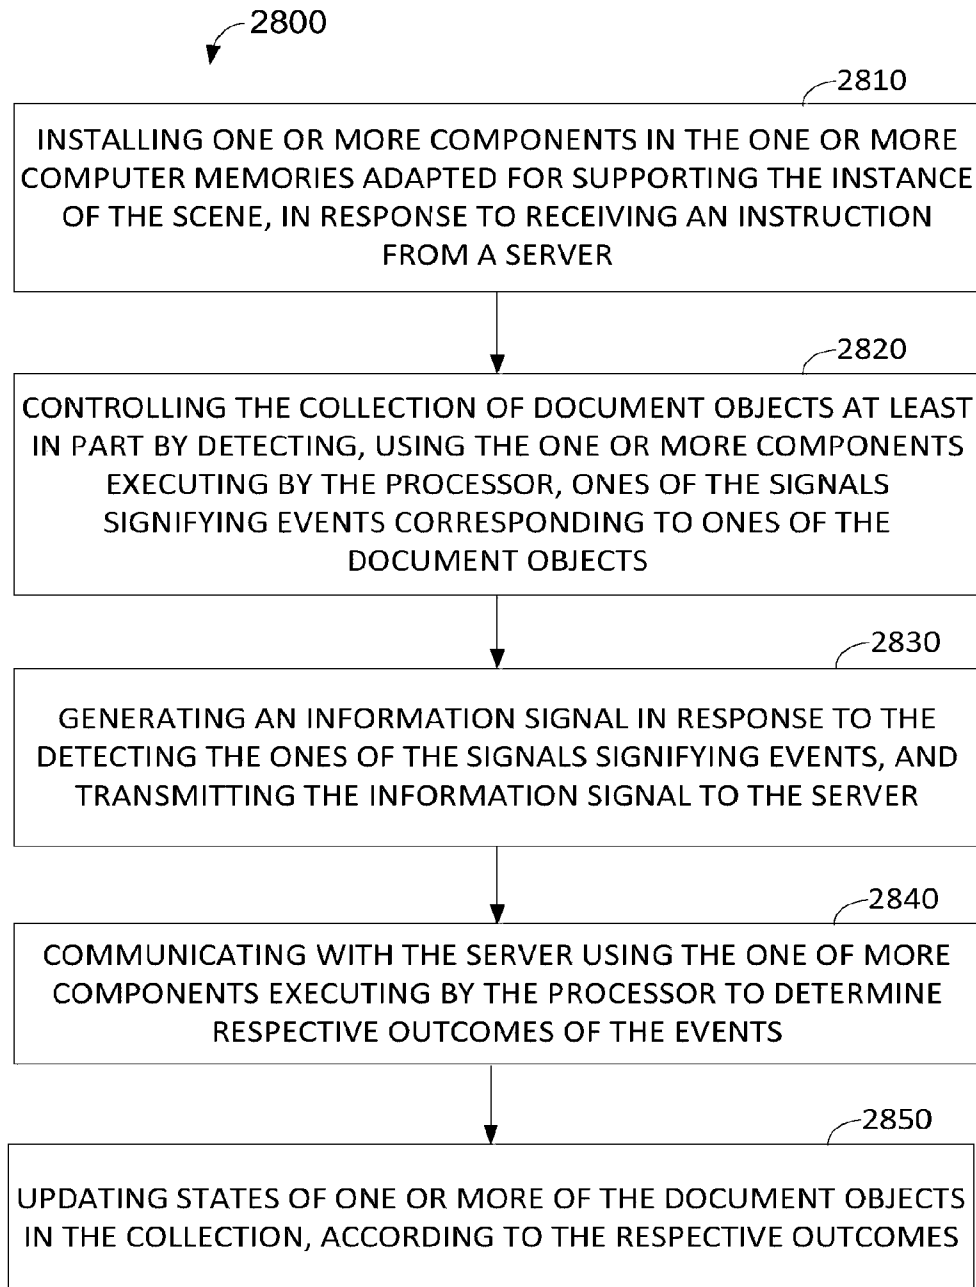 2800
2810
INSTALLING ONE OR MORE COMPONENTS IN THE ONE OR MORE
COMPUTER MEMORIES ADAPTED FOR SUPPORTING THE INSTANCE
OF THE SCENE, IN RESPONSE TO RECEIVING AN INSTRUCTION
FROM A SERVER
2820
CONTROLLING THE COLLECTION OF DOCUMENT OBJECTS AT LEAST
IN PART BY DETECTING, USING THE ONE OR MORE COMPONENTS
EXECUTING BY THE PROCESSOR, ONES OF THE SIGNALS
SIGNIFYING EVENTS CORRESPONDING TO ONES OF THE
DOCUMENT OBJECTS
2830
GENERATING AN INFORMATION SIGNAL IN RESPONSE TO THE
DETECTING THE ONES OF THE SIGNALS SIGNIFYING EVENTS, AND
TRANSMITTING THE INFORMATION SIGNAL TO THE SERVER
2840
COMMUNICATING WITH THE SERVER USING THE ONE OF MORE
COMPONENTS EXECUTING BY THE PROCESSOR TO DETERMINE
RESPECTIVE OUTCOMES OF THE EVENTS
2850
UPDATING STATES OF ONE OR MORE OF THE DOCUMENT OBJECTS
IN THE COLLECTION, ACCORDING TO THE RESPECTIVE OUTCOMES